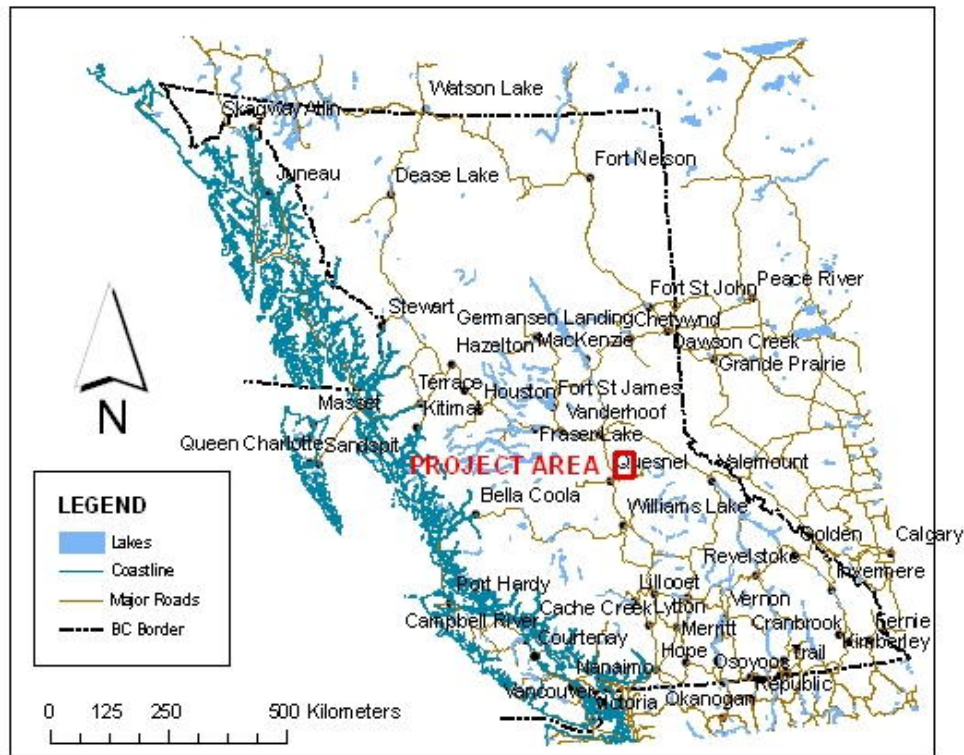 Watson Lake
Skagway Atlin
Fort Nelson
Juneau
Dease Lake
Peace River
Fort St John
Stewart
Germansen Landing
Chetwynd
MacKenzie
Dawson Creek
Hazelton
Grande Prairie
Terrace
Houston
Fort St James
Masset
Kitimat
Vanderhoof
Fraser Lake
Queen Charlotte
Sandspit
PROJECT AREA
Quesnel
Valemount
Bella Coola
Williams Lake
Golden
Calgary
Revelstoke
Invermere
Port Hardy
Lillooet
Cache Creek
Lytton
Vernon
Campbell River
Merritt
Cranbrook
Fernie
Kimberley
Courtenay
Hope
Trail
Nanaimo
Osoyoos
Republic
Vancouver
Victoria
Okanogan
N
LEGEND
Lakes
Coastline
Major Roads
BC Border
0 125 250 500 Kilometers